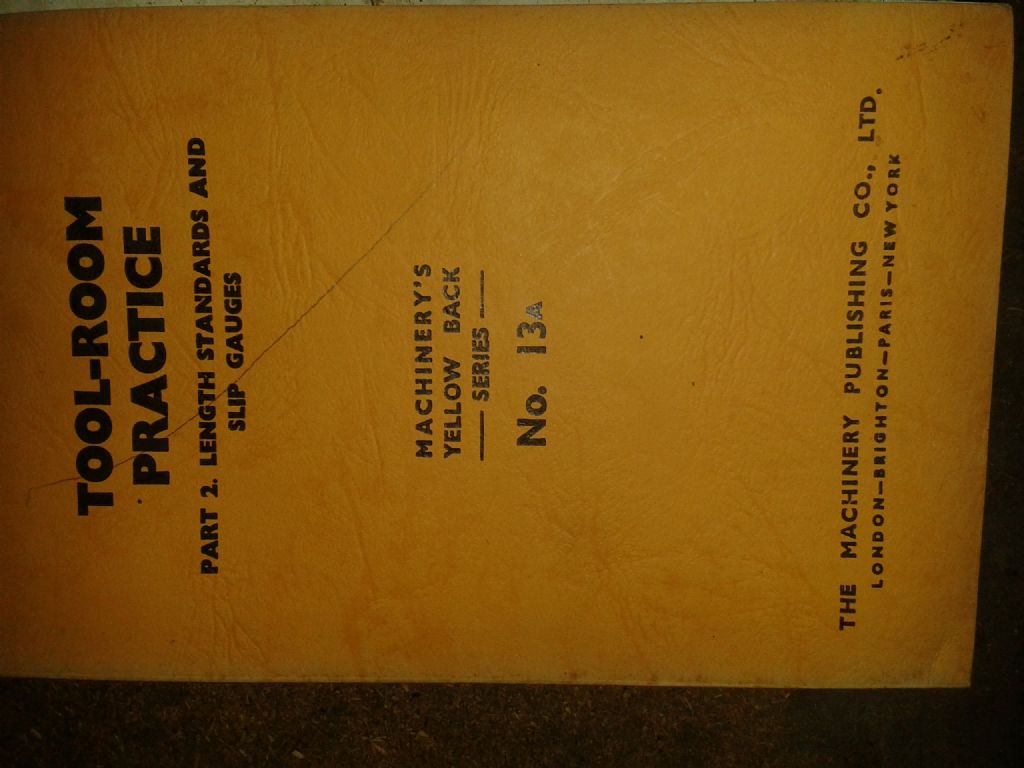 TOOL-ROOM
PRACTICE
PART 2. LENGTH STANDARDS AND
SLIP GAUGES
MACHINERY'S
YELLOW BACK
SERIES
No. 13A
THE MACHINERY PUBLISHING CO., LTD.
LONDON—BRIGHTON—PARIS—NEW YORK